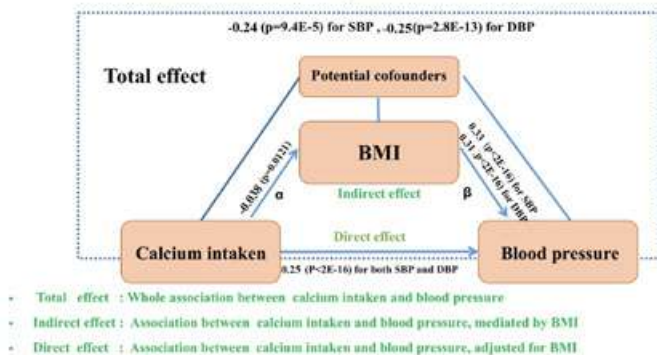 -0.24 (p=9.4E-5) for SBP , -0.25(p=2.8E-13) for DBP
Total effect
Potential cofounders
BMI
-0.038 (p=0.0121)
α
Indirect effect
β
0.33 (p<2E-16) for SBP
0.31 (p<2E-16) for DBP
Calcium intaken
Direct effect
Blood pressure
0.25 (P<2E-16) for both SBP and DBP
- Total effect : Whole association between calcium intaken and blood pressure
- Indirect effect : Association between calcium intaken and blood pressure, mediated by BMI
- Direct effect : Association between calcium intaken and blood pressure, adjusted for BMI